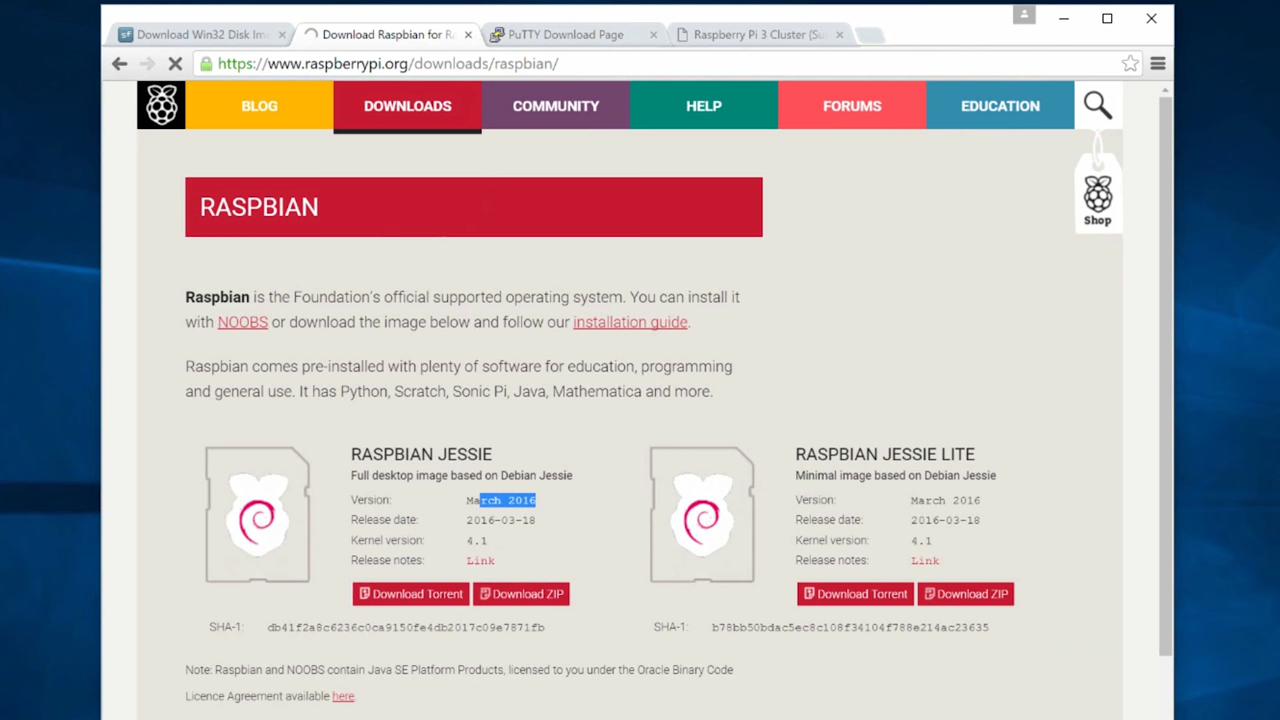 Download Win32 Disk Im
Download Raspbian for R
PuTTY Download Page
Raspberry Pi 3 Cluster (Su
https://www.raspberrypi.org/downloads/raspbian/
BLOG
DOWNLOADS
COMMUNITY
HELP
FORUMS
EDUCATION
Shop
RASPBIAN
Raspbian is the Foundation's official supported operating system. You can install it
with NOOBS or download the image below and follow our installation guide.
Raspbian comes pre-installed with plenty of software for education, programming
and general use. It has Python, Scratch, Sonic Pi, Java, Mathematica and more.
RASPBIAN JESSIE
Full desktop image based on Debian Jessie
Version: March 2016
Release date: 2016-03-18
Kernel version: 4.1
Release notes: Link
Download Torrent
Download ZIP
SHA-1: db41f2a8c6236c0ca9150fe4db2017c09e7871fb
RASPBIAN JESSIE LITE
Minimal image based on Debian Jessie
Version: March 2016
Release date: 2016-03-18
Kernel version: 4.1
Release notes: Link
Download Torrent
Download ZIP
SHA-1: b78bb50bdac5ec8c108f34104f788e214ac23635
Note: Raspbian and NOOBS contain Java SE Platform Products, licensed to you under the Oracle Binary Code
Licence Agreement available here.